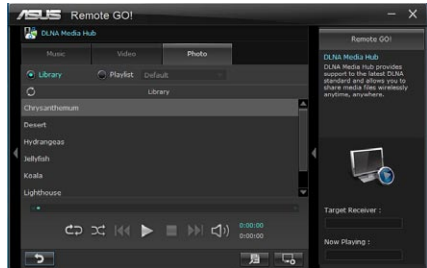 ASUS Remote GO!
DLNA Media Hub
Music Video Photo
Library Playlist Default
Library
Chrysanthemum
Desert
Hydrangeas
Jellyfish
Koala
Lighthouse
0:00:00
0:00:00
Remote GO!
DLNA Media Hub
DLNA Media Hub provides
support to the latest DLNA
standard and allows you to
share media files wirelessly
anytime, anywhere.
Target Receiver :
Now Playing :